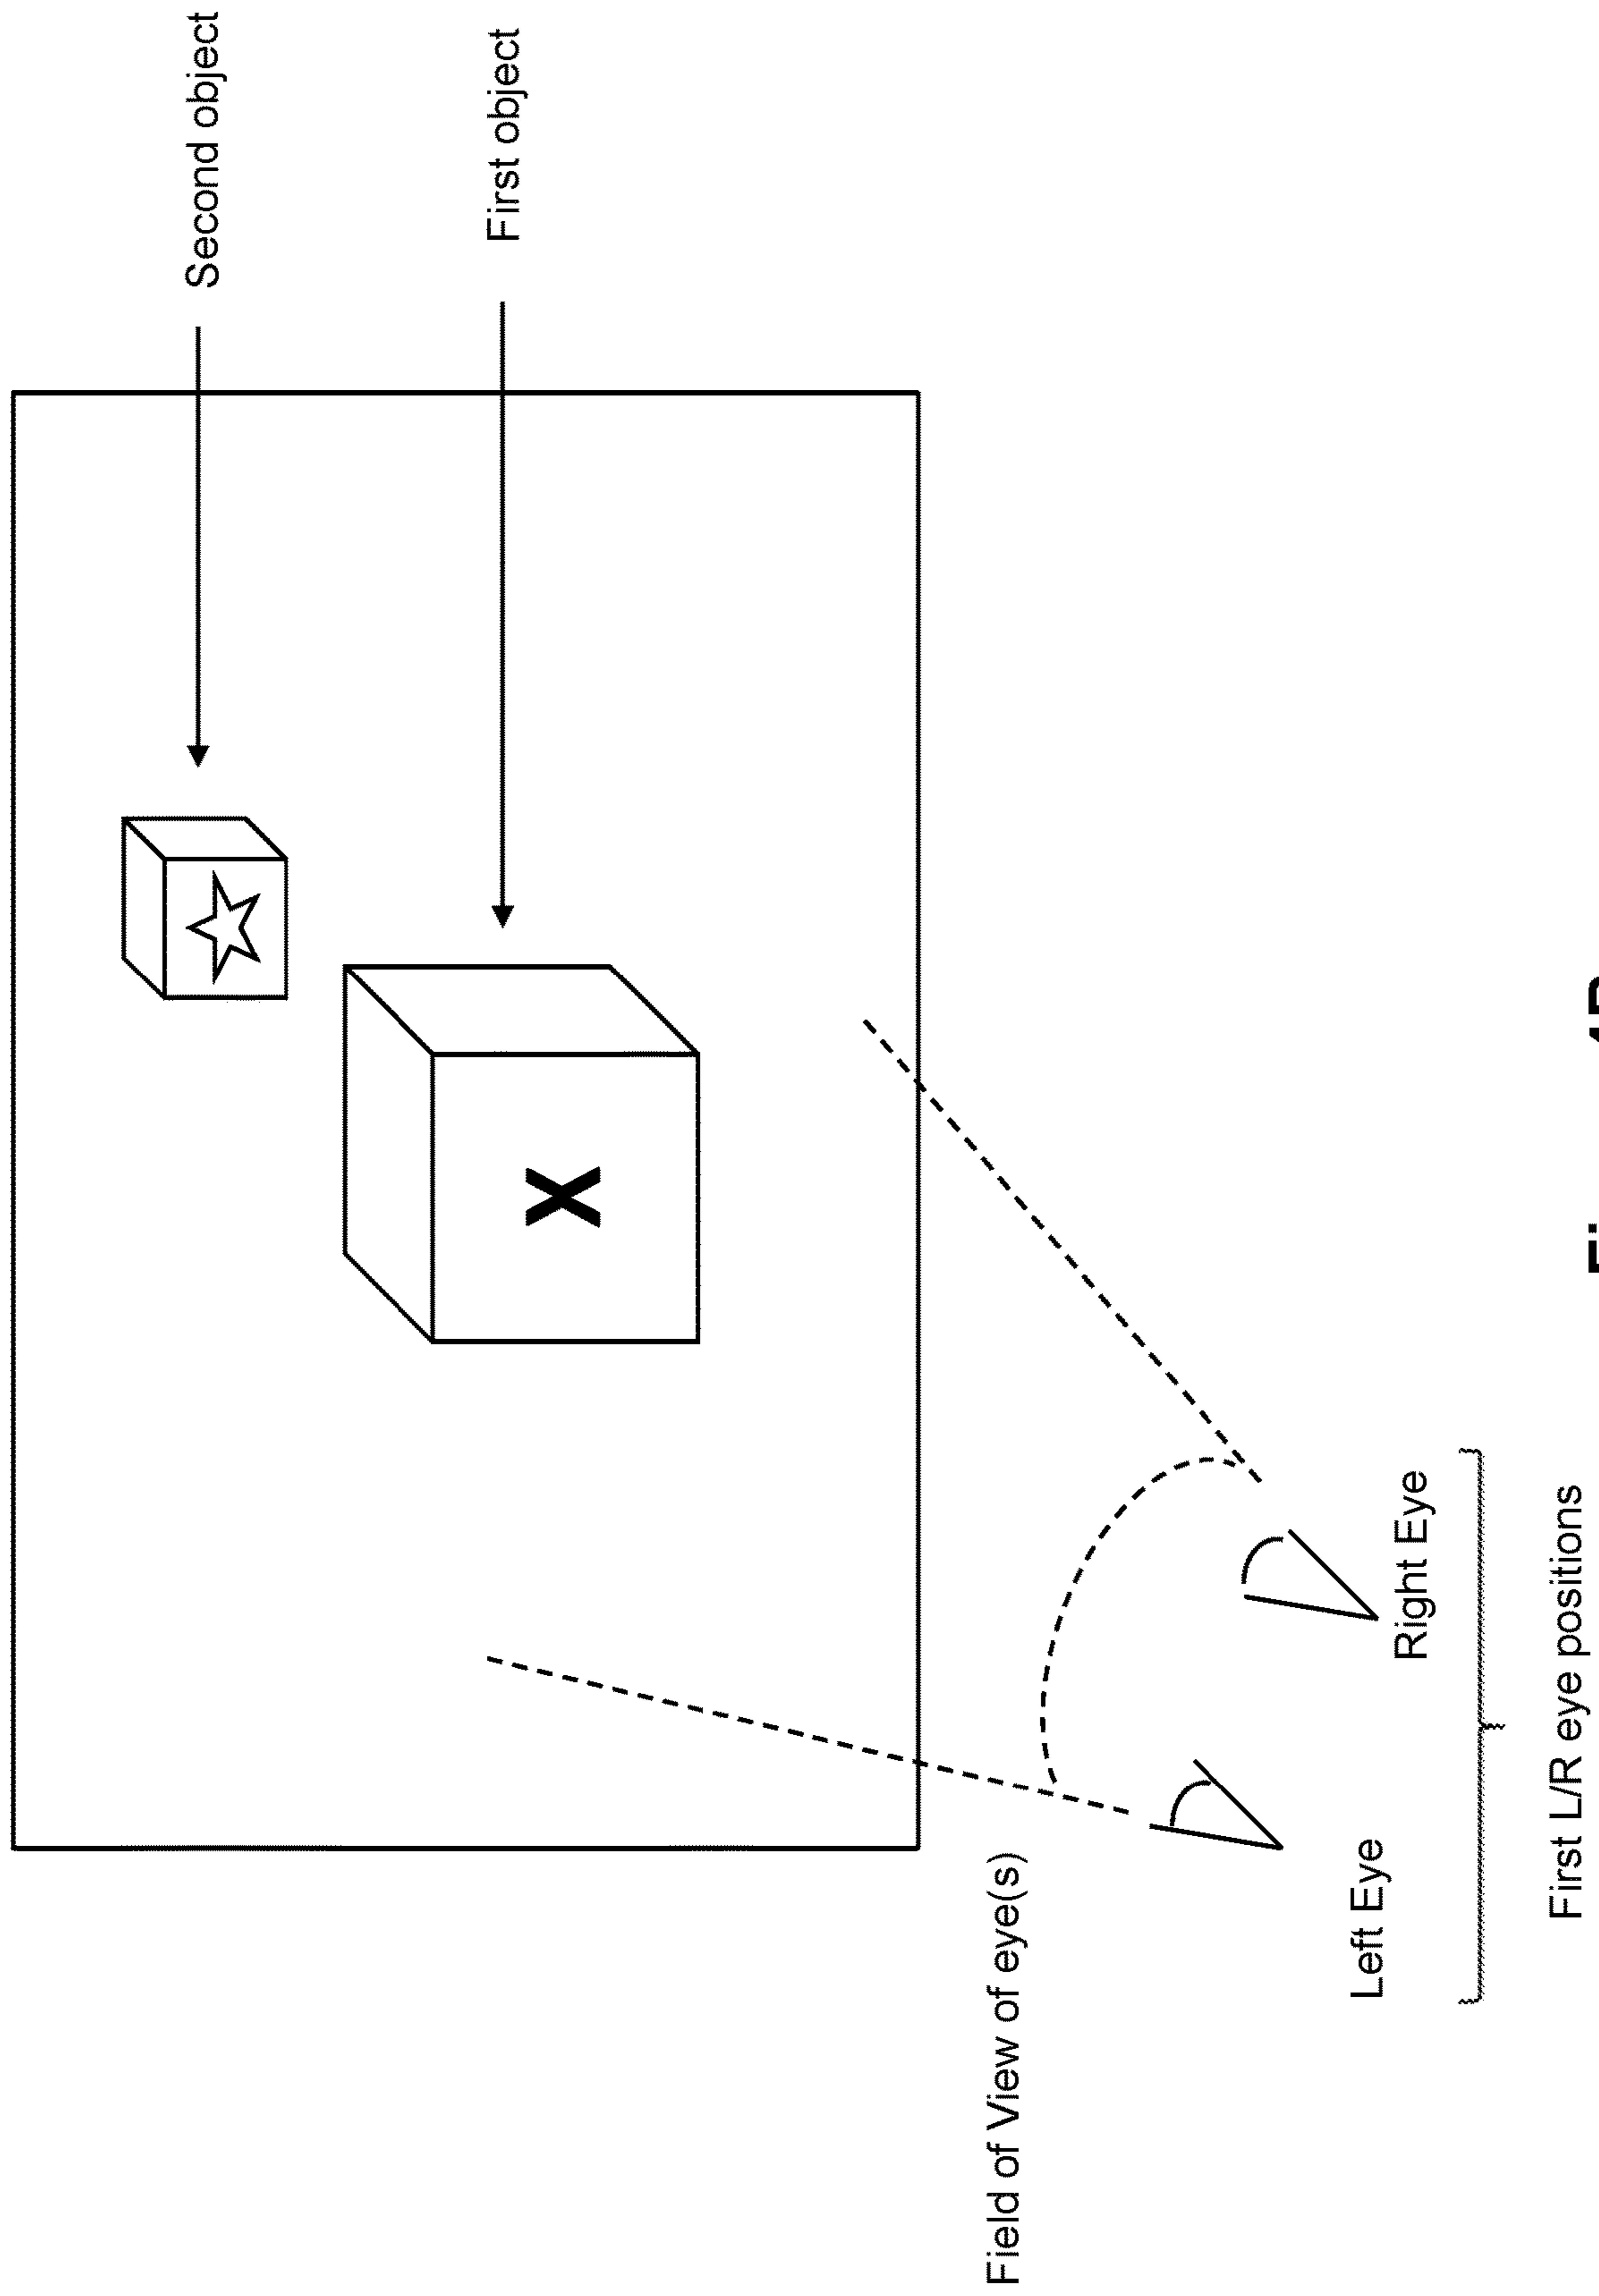 Second object
First object
X
Field of View of eye(s)
Left Eye
Right Eye
First L/R eye positions